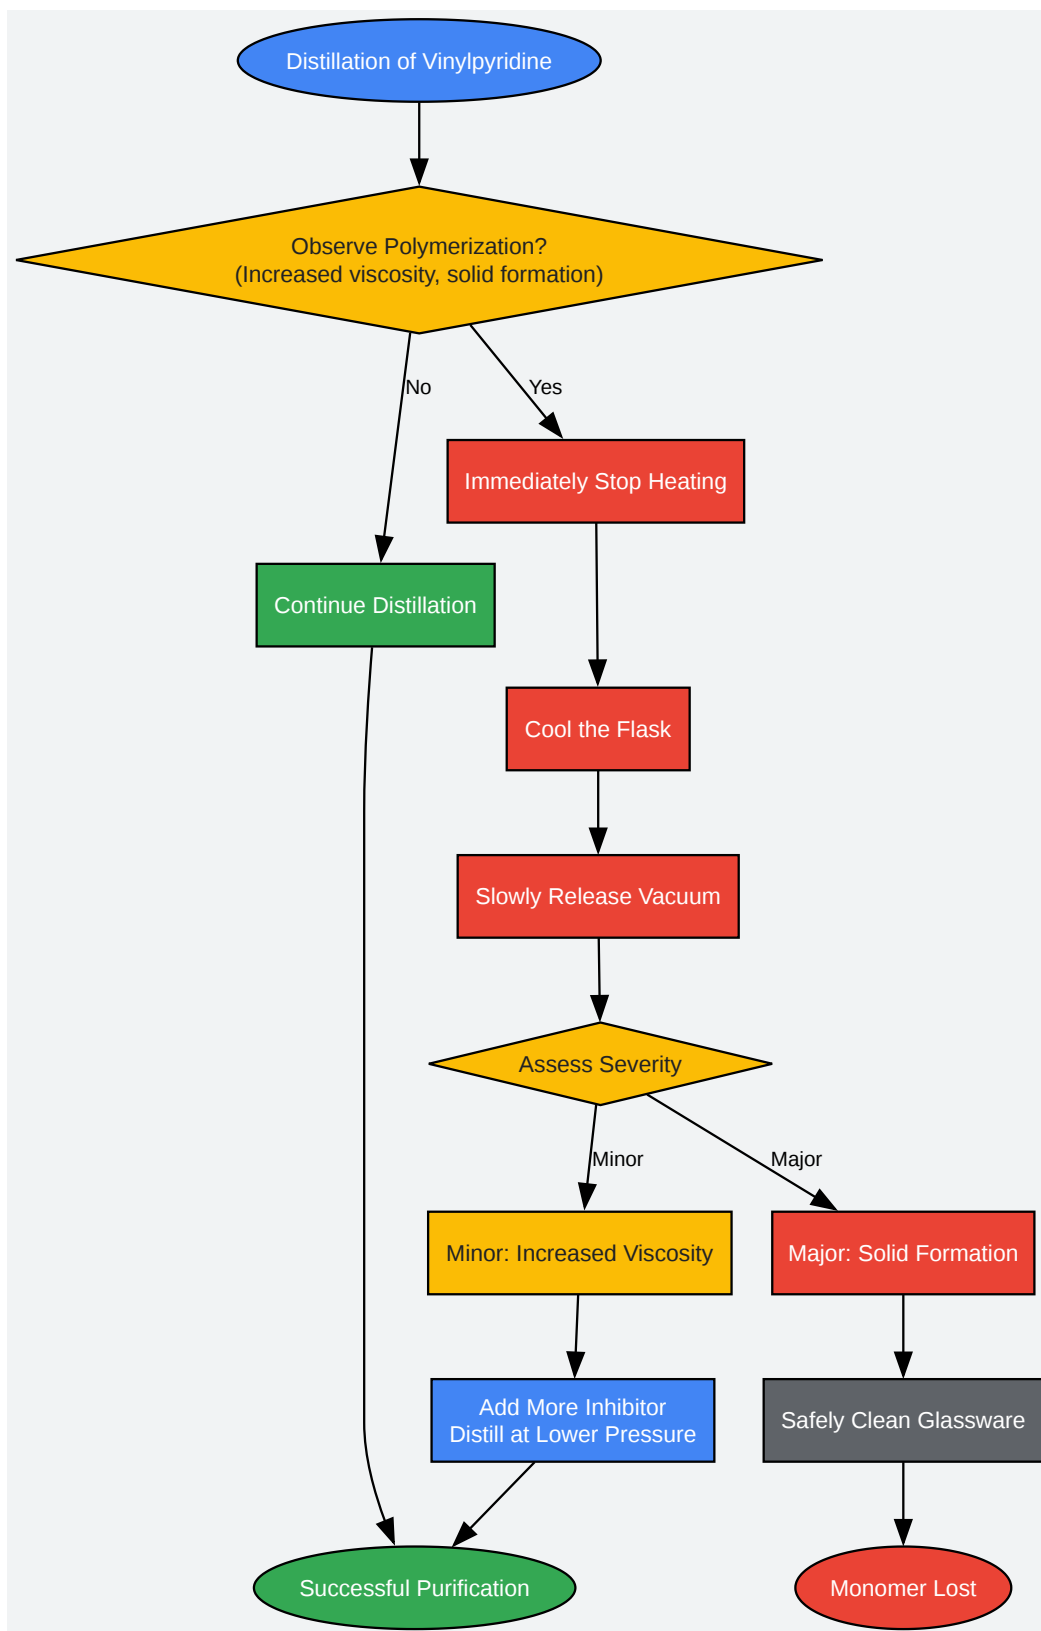 Distillation of Vinylpyridine
Observe Polymerization?
(Increased viscosity, solid formation)
No
Yes
Immediately Stop Heating
Continue Distillation
Cool the Flask
Slowly Release Vacuum
Assess Severity
Minor
Major
Minor: Increased Viscosity
Major: Solid Formation
Add More Inhibitor
Distill at Lower Pressure
Safely Clean Glassware
Successful Purification
Monomer Lost